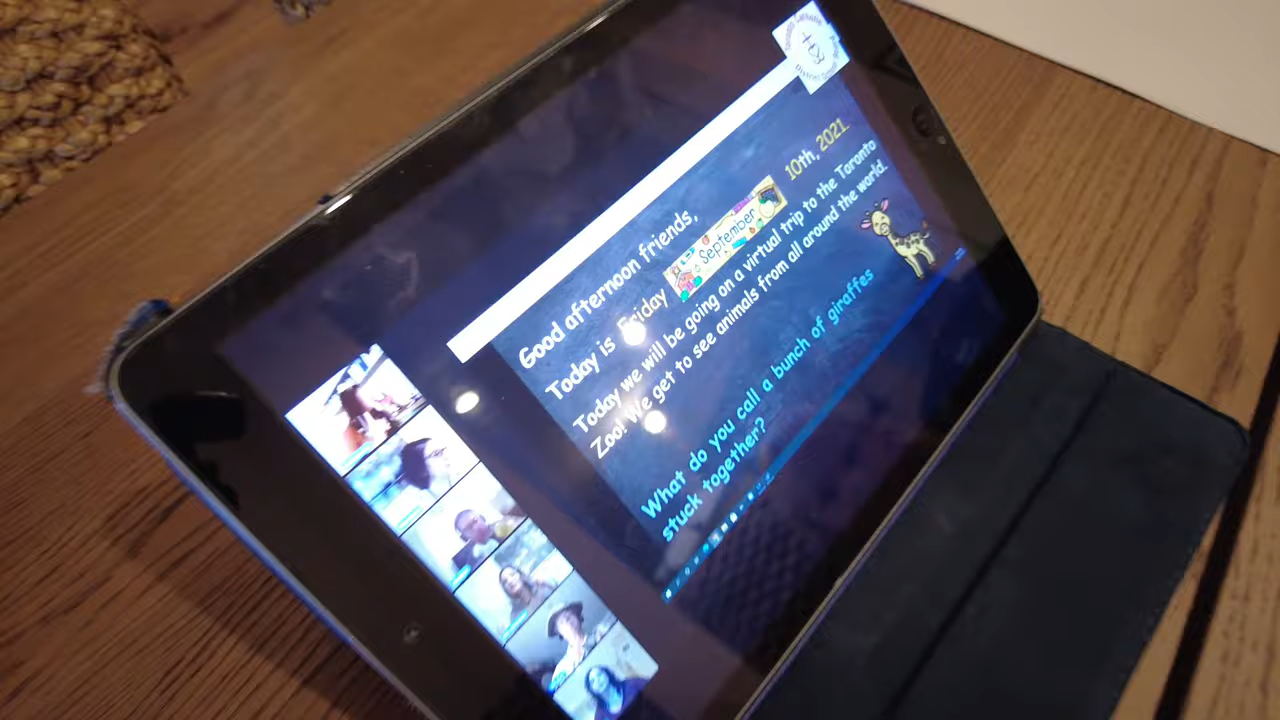 Good afternoon friends,
Today is Friday September 10th, 2021.
Today we will be going on a virtual trip to the Toronto
Zoo! We get to see animals from all around the world.
What do you call a bunch of giraffes
stuck together?